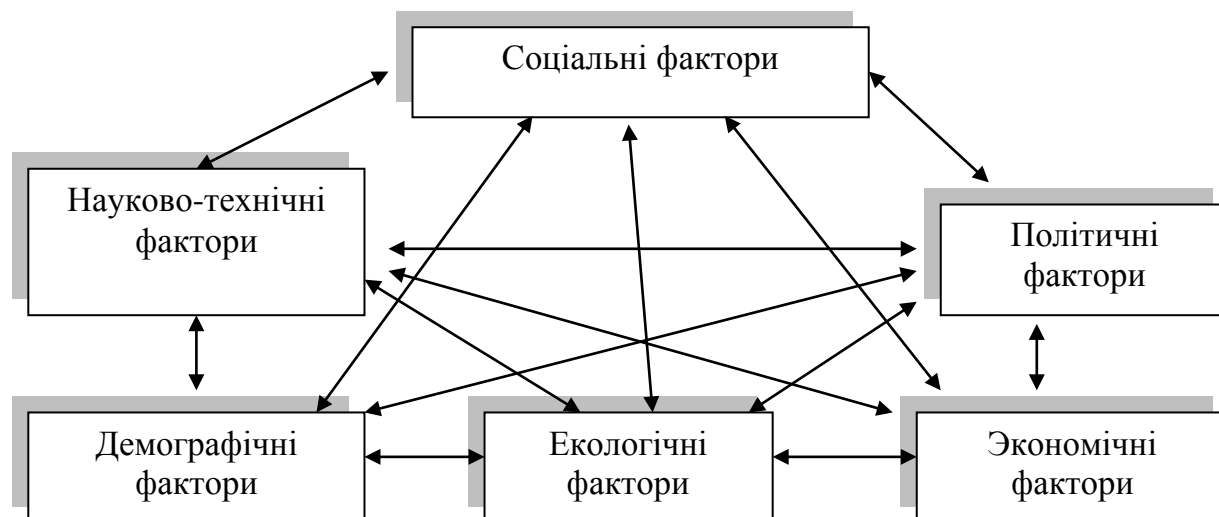 Соціальні фактори
Науково-технічні
фактори
Політичні
фактори
Демографічні
фактори
Екологічні
фактори
Экономічні
фактори